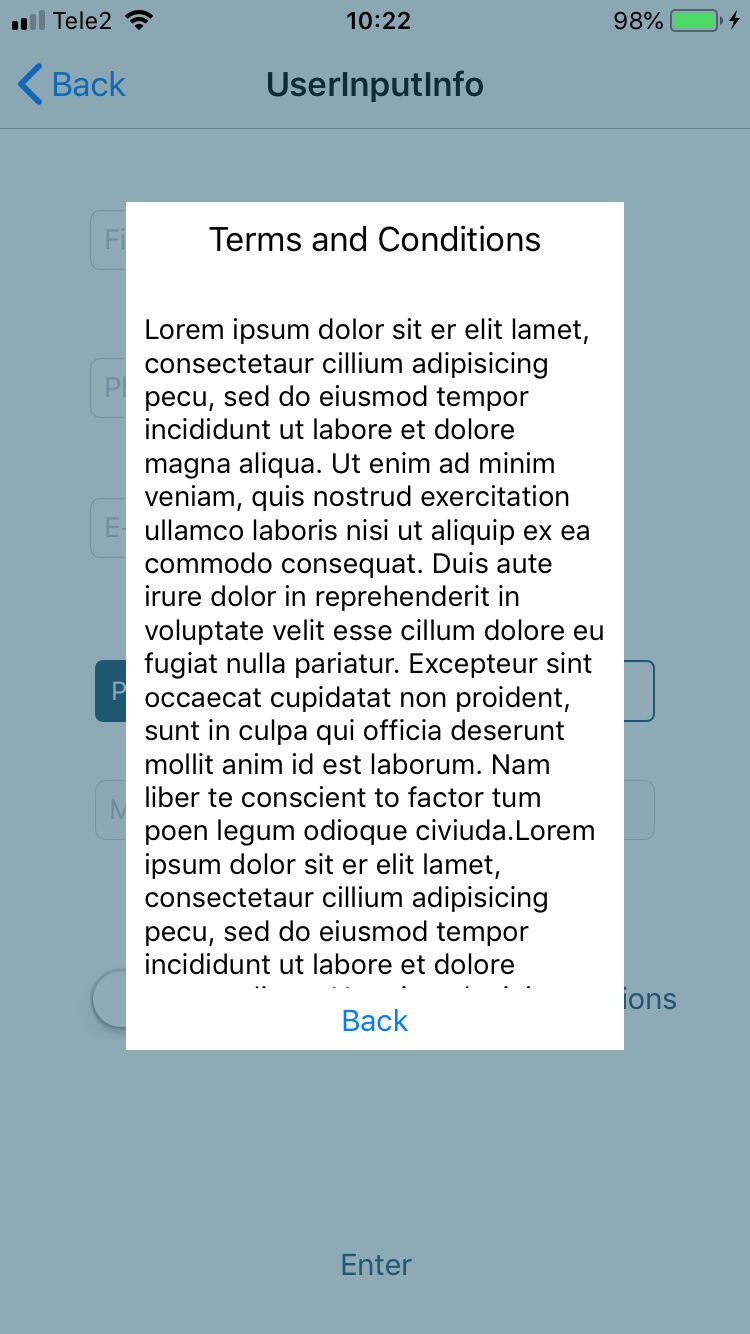 Tele2 10:22 98%
Back UserInputInfo
Terms and Conditions
Lorem ipsum dolor sit er elit lamet,
consectetaur cillium adipisicing
pecu, sed do eiusmod tempor
incididunt ut labore et dolore
magna aliqua. Ut enim ad minim
veniam, quis nostrud exercitation
ullamco laboris nisi ut aliquip ex ea
commodo consequat. Duis aute
irure dolor in reprehenderit in
voluptate velit esse cillum dolore eu
fugiat nulla pariatur. Excepteur sint
occaecat cupidatat non proident,
sunt in culpa qui officia deserunt
mollit anim id est laborum. Nam
liber te conscient to factor tum
poen legum odioque civiuda.Lorem
ipsum dolor sit er elit lamet,
consectetaur cillium adipisicing
pecu, sed do eiusmod tempor
incididunt ut labore et dolore
Back
Enter